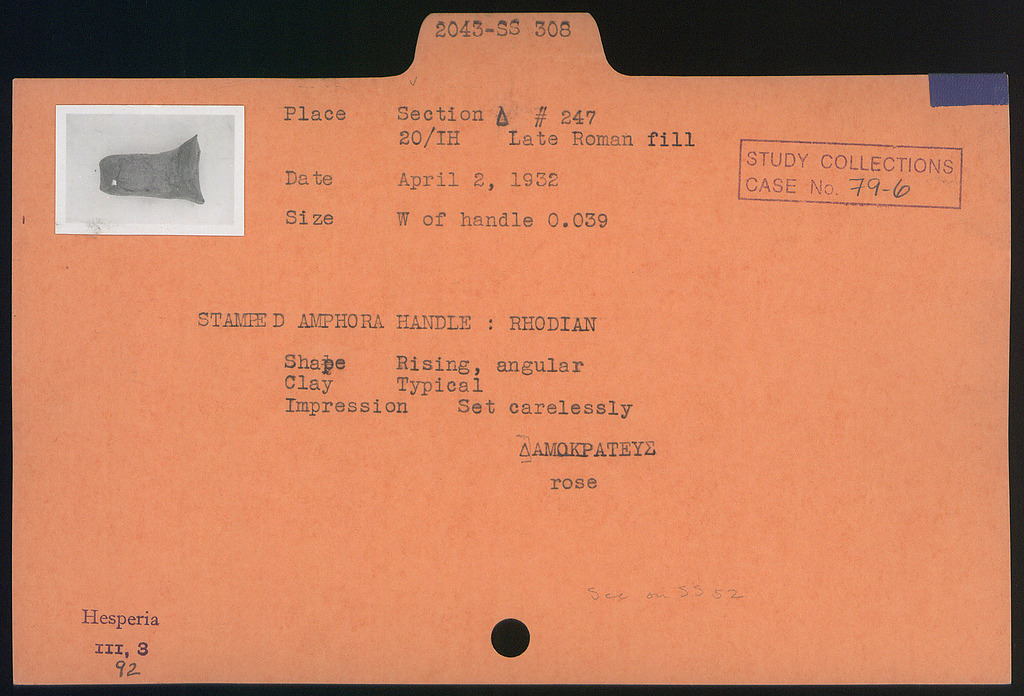 2043-SS 308
Place Section Δ # 247
20/IH Late Roman fill
Date April 2, 1932
Size W of handle 0.039
STUDY COLLECTIONS
CASE No. 79-6
STAMPED AMPHORA HANDLE : RHODIAN
Shape Rising, angular
Clay Typical
Impression Set carelessly
ΔΑΜΟΚΡΑΤΕΥΣ
rose
See on SS 52
Hesperia
III, 3
92